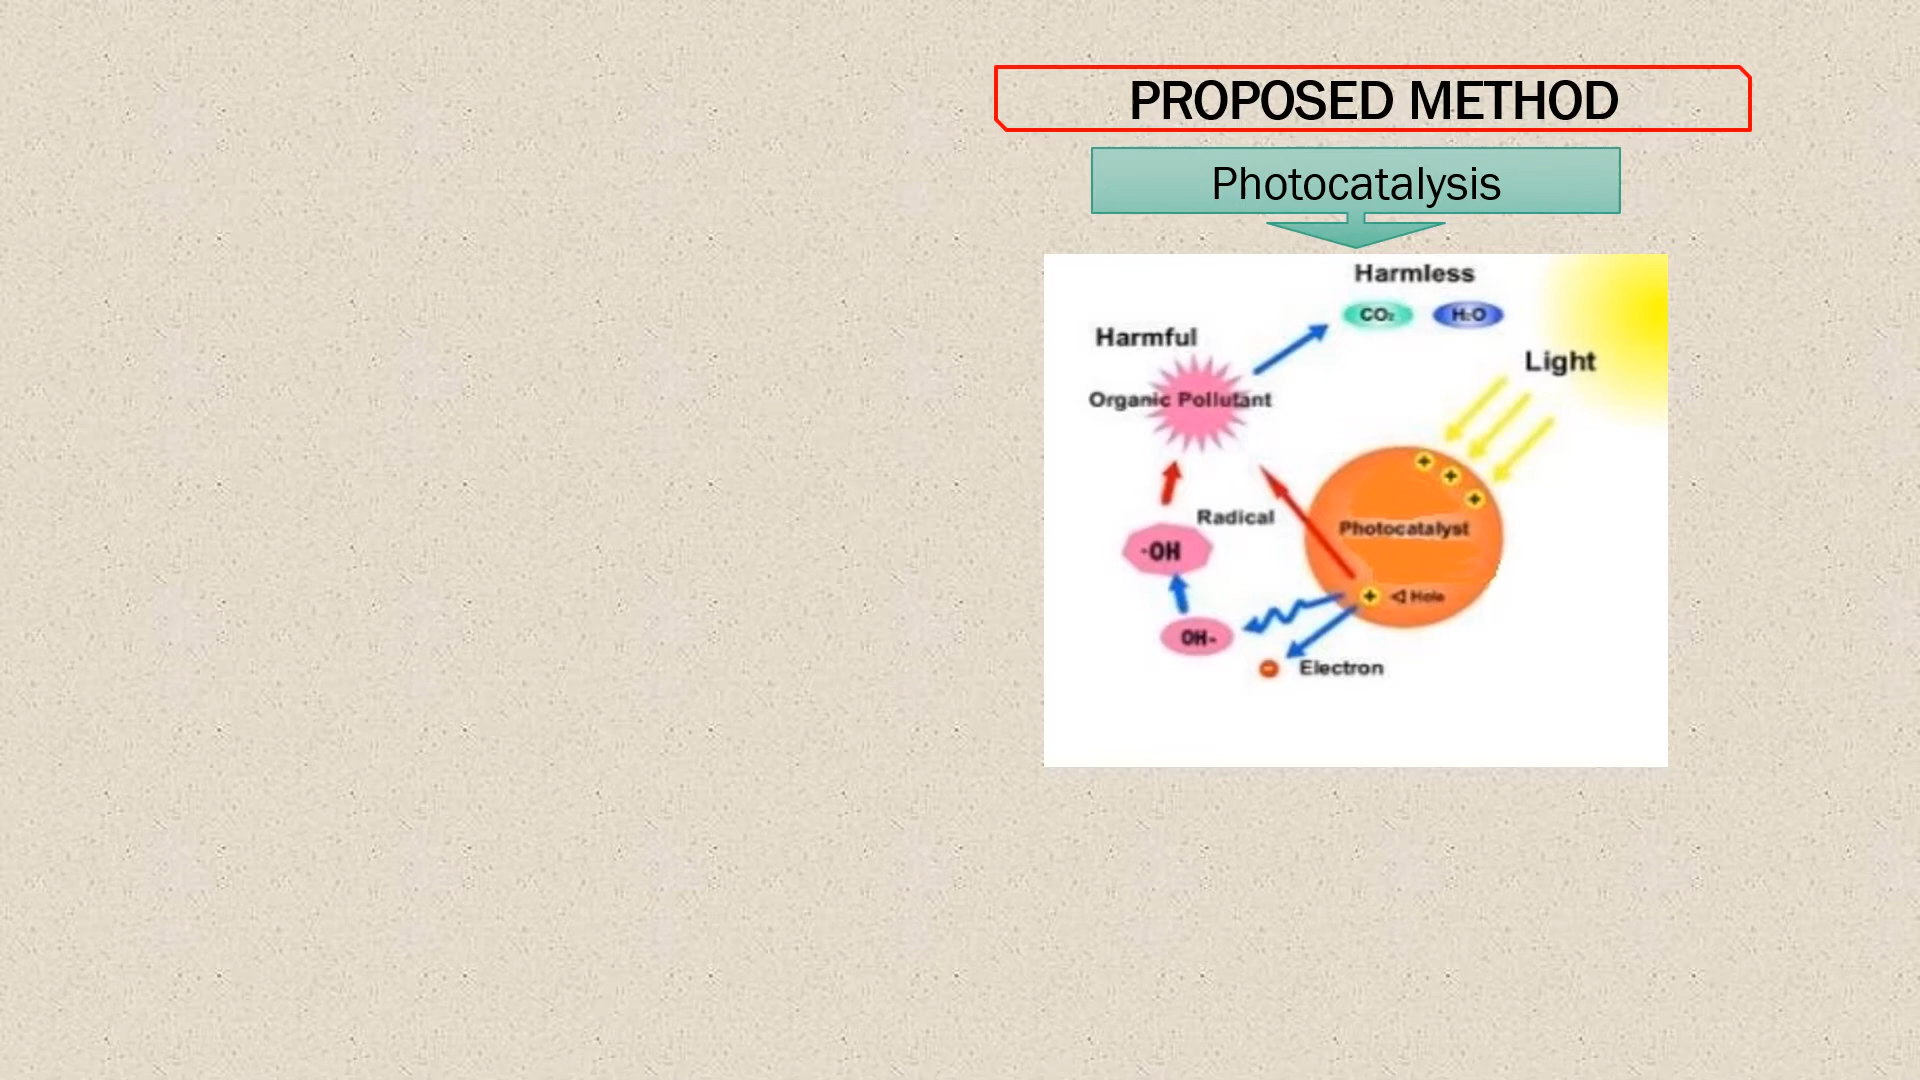 PROPOSED METHOD
Photocatalysis
Harmless
CO₂ H₂O
Harmful
Light
Organic Pollutant
Radical
Photocatalyst
·OH
+ Hole
OH-
Electron